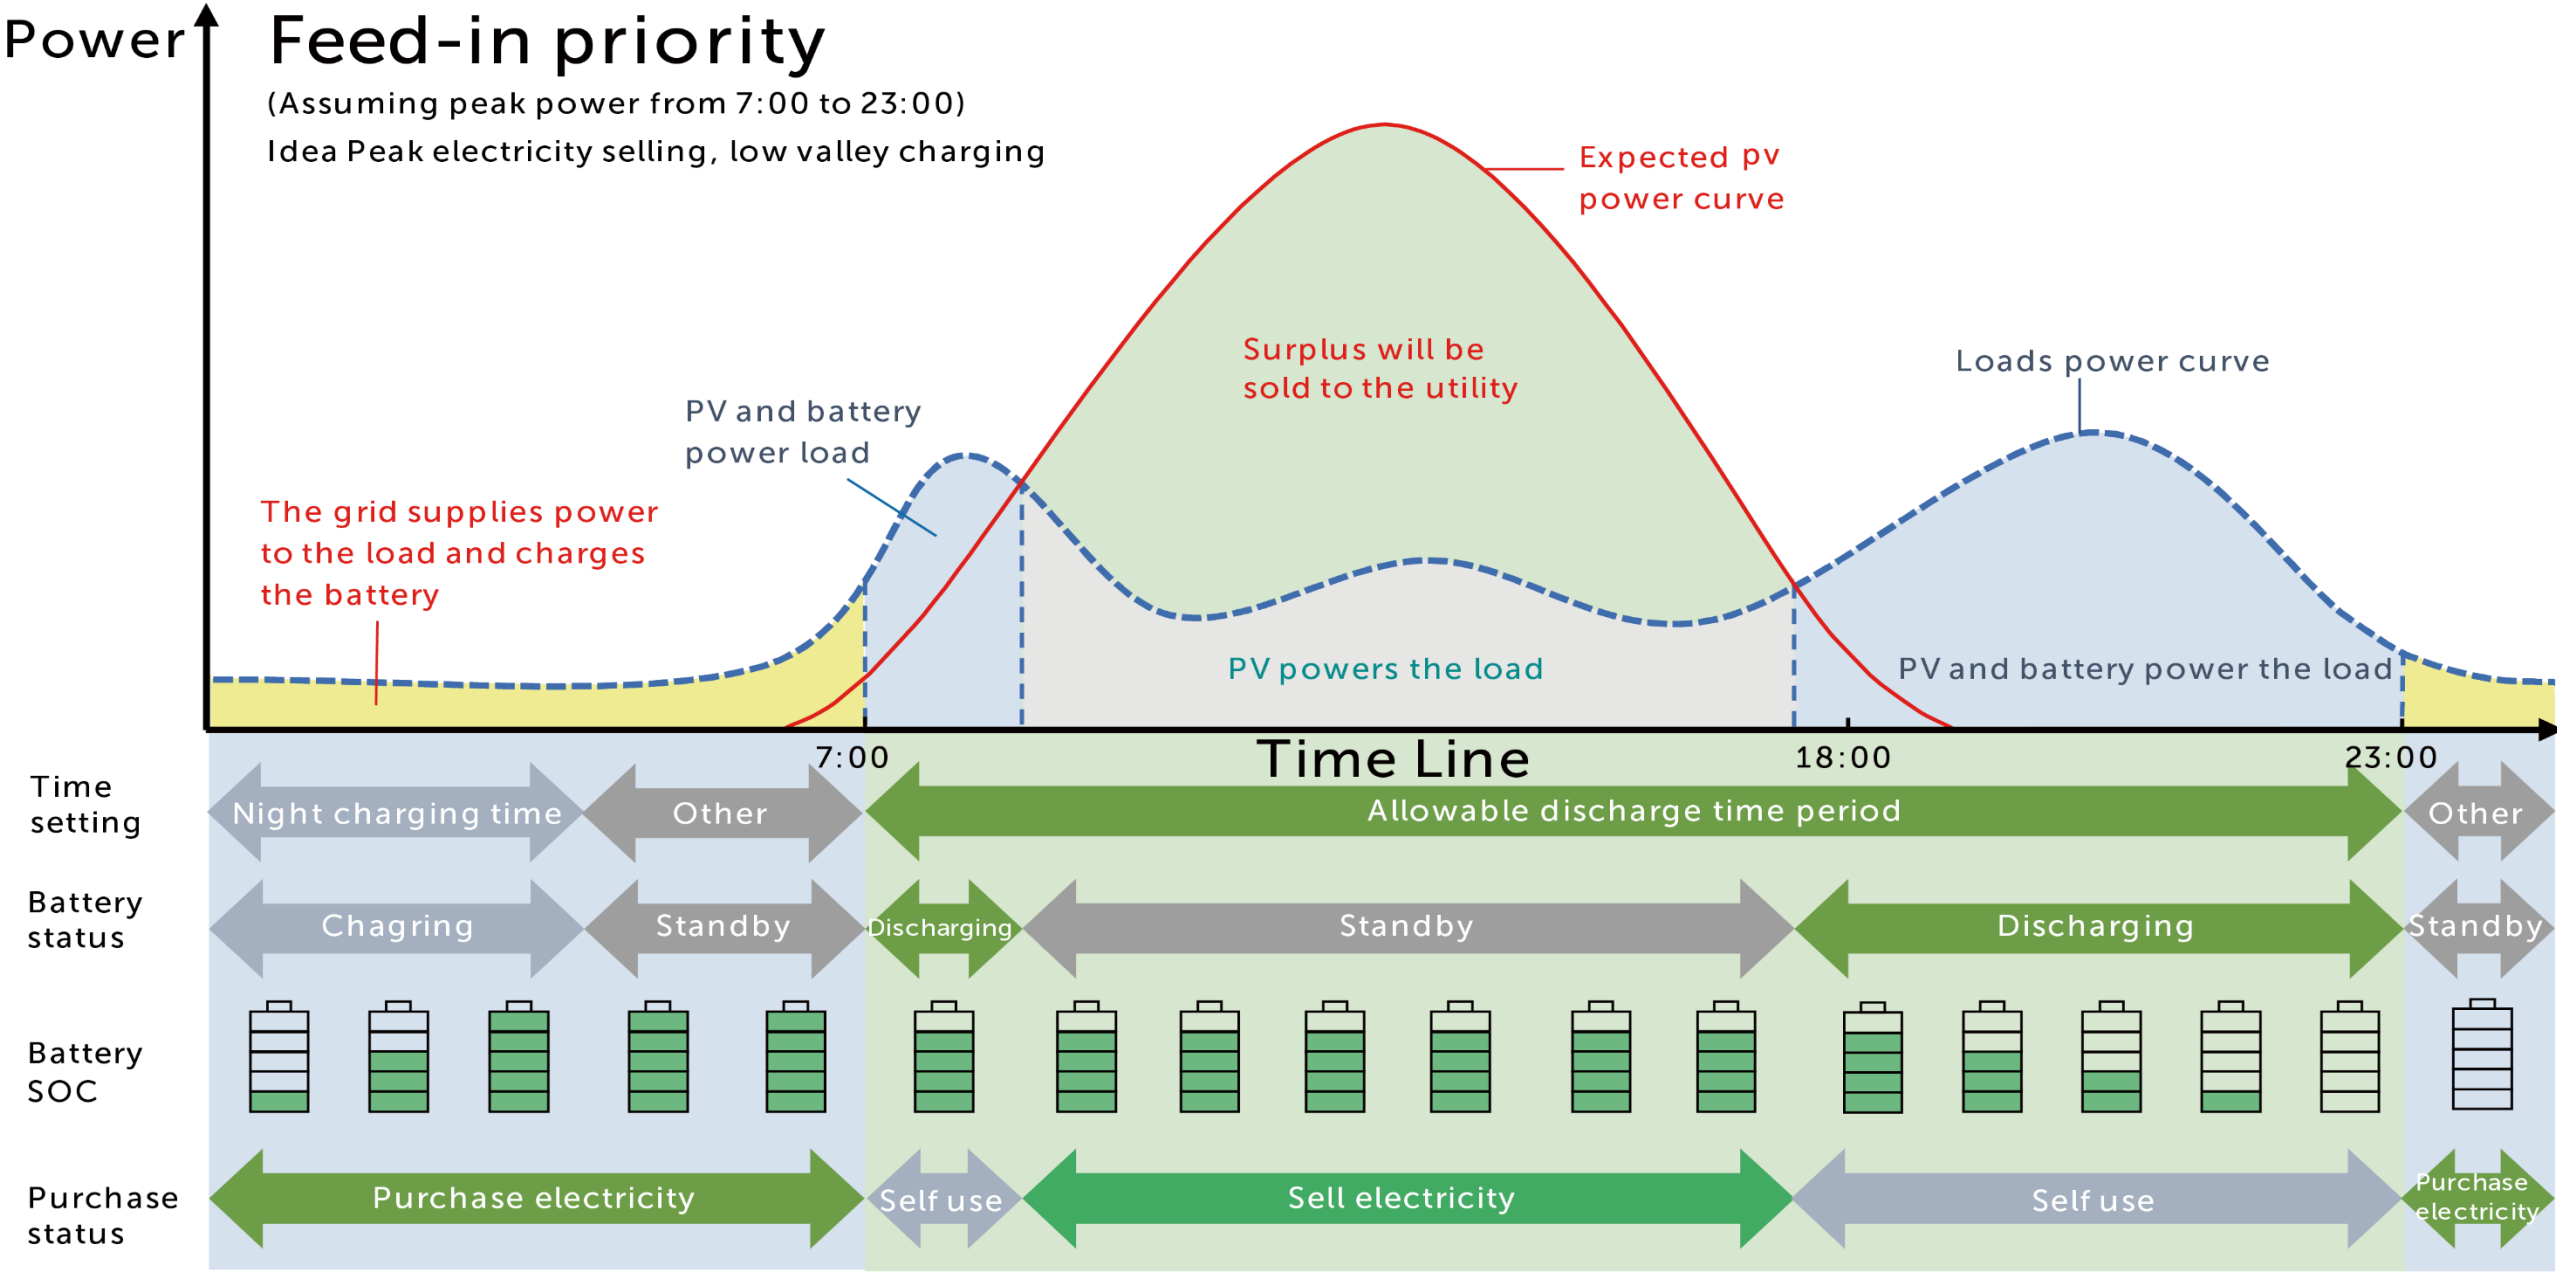 Power
Feed-in priority
(Assuming peak power from 7:00 to 23:00)
Idea Peak electricity selling, low valley charging
Expected pv
power curve
Surplus will be
sold to the utility
Loads power curve
PV and battery
power load
The grid supplies power
to the load and charges
the battery
PV powers the load
PV and battery power the load
7:00
Time Line
18:00
23:00
Time
setting
Night charging time
Other
Allowable discharge time period
Other
Battery
status
Chagring
Standby
Discharging
Standby
Discharging
Standby
Battery
SOC
Purchase
status
Purchase electricity
Self use
Sell electricity
Self use
Purchase
electricity